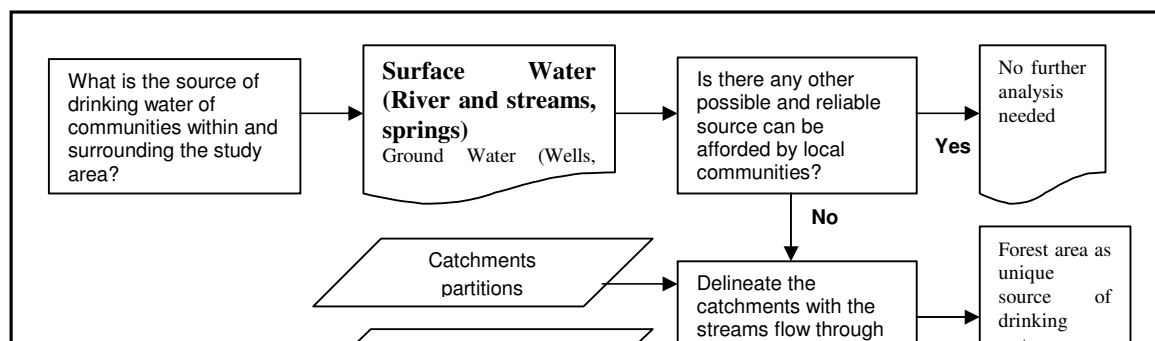 What is the source of
drinking water of
communities within and
surrounding the study
area?
Surface Water
(River and streams,
springs)
Ground Water (Wells,
Is there any other
possible and reliable
source can be
afforded by local
communities?
Yes
No further
analysis
needed
No
Catchments
partitions
Delineate the
catchments with the
streams flow through
Forest area as
unique
source of
drinking